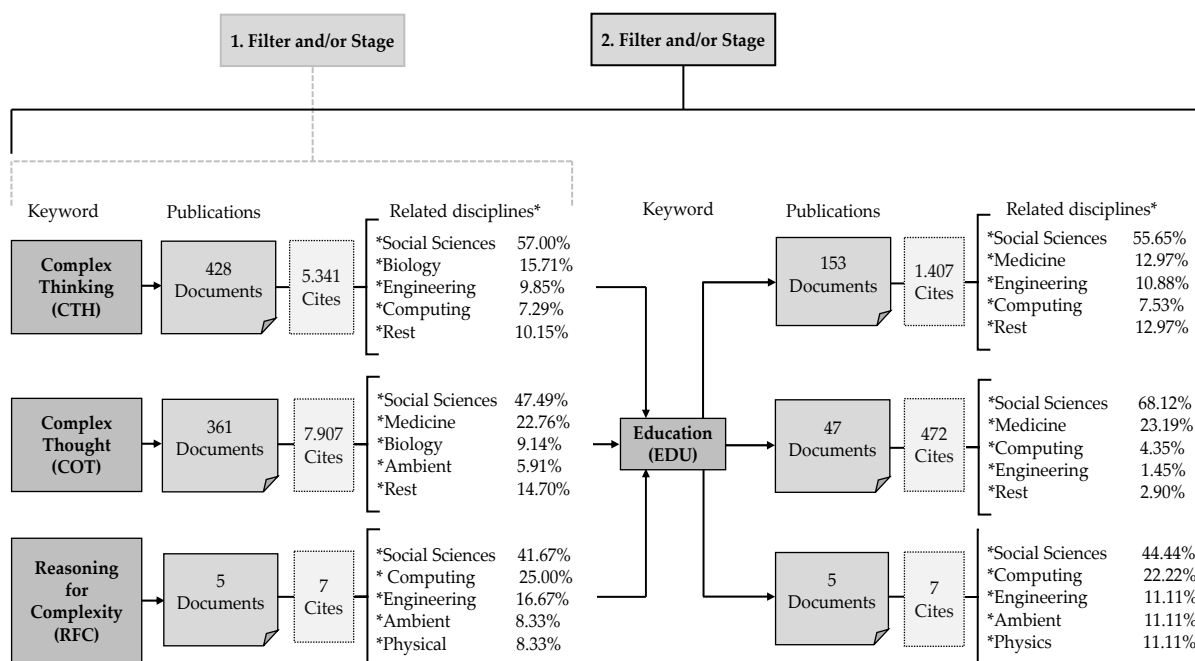 1. Filter and/or Stage
2. Filter and/or Stage
Keyword
Publications
Related disciplines*
Keyword
Publications
Related disciplines*
Complex
Thinking
(CTH)
428
Documents
5.341
Cites
*Social Sciences 57.00%
*Biology 15.71%
*Engineering 9.85%
*Computing 7.29%
*Rest 10.15%
153
Documents
1.407
Cites
*Social Sciences 55.65%
*Medicine 12.97%
*Engineering 10.88%
*Computing 7.53%
*Rest 12.97%
Complex
Thought
(COT)
361
Documents
7.907
Cites
*Social Sciences 47.49%
*Medicine 22.76%
*Biology 9.14%
*Ambient 5.91%
*Rest 14.70%
Education
(EDU)
47
Documents
472
Cites
*Social Sciences 68.12%
*Medicine 23.19%
*Computing 4.35%
*Engineering 1.45%
*Rest 2.90%
Reasoning
for
Complexity
(RFC)
5
Documents
7
Cites
*Social Sciences 41.67%
* Computing 25.00%
*Engineering 16.67%
*Ambient 8.33%
*Physical 8.33%
5
Documents
7
Cites
*Social Sciences 44.44%
*Computing 22.22%
*Engineering 11.11%
*Ambient 11.11%
*Physics 11.11%